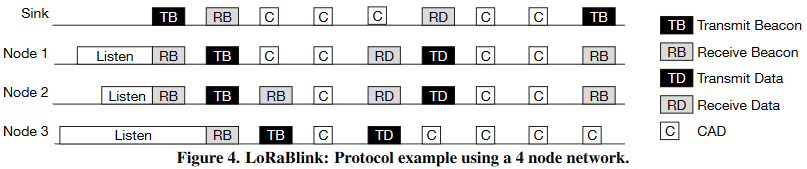 Sink TB RB C C C RD C C TB
Node 1 Listen RB TB C C RD TD C C RB
Node 2 Listen RB TB RB C RD TD C C RB
Node 3 Listen RB TB C TD C C C C
TB Transmit Beacon
RB Receive Beacon
TD Transmit Data
RD Receive Data
C CAD
Figure 4. LoRaBlink: Protocol example using a 4 node network.